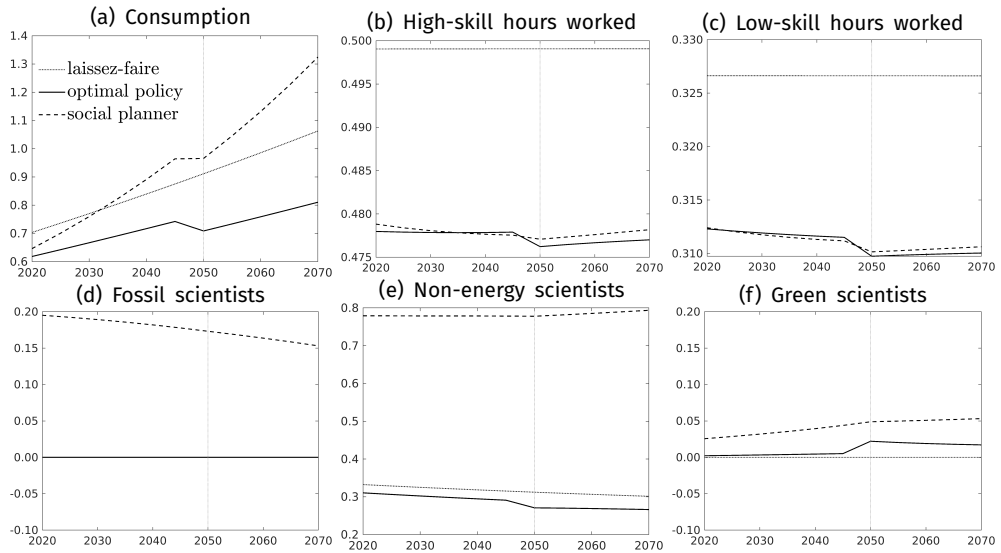 (a) Consumption
1.4
1.3
1.2
1.1
1.0
0.9
0.8
0.7
0.6
2020 2030 2040 2050 2060 2070
laissez-faire
optimal policy
social planner
(b) High-skill hours worked
0.500
0.495
0.490
0.485
0.480
0.475
2020 2030 2040 2050 2060 2070
(c) Low-skill hours worked
0.330
0.325
0.320
0.315
0.310
2020 2030 2040 2050 2060 2070
(d) Fossil scientists
0.20
0.15
0.10
0.05
0.00
-0.05
-0.10
2020 2030 2040 2050 2060 2070
(e) Non-energy scientists
0.8
0.7
0.6
0.5
0.4
0.3
0.2
2020 2030 2040 2050 2060 2070
(f) Green scientists
0.20
0.15
0.10
0.05
0.00
-0.05
-0.10
2020 2030 2040 2050 2060 2070